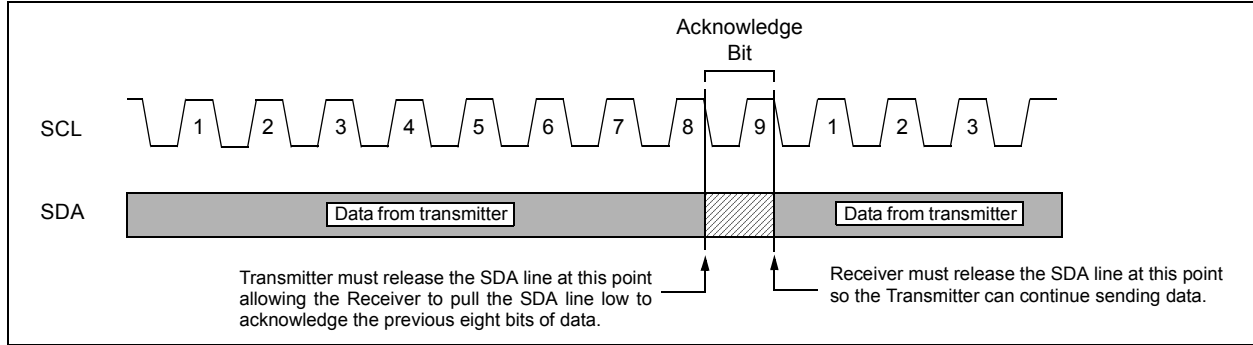 Acknowledge
Bit
SCL
1 2 3 4 5 6 7 8 9 1 2 3
SDA
Data from transmitter
Data from transmitter
Transmitter must release the SDA line at this point
allowing the Receiver to pull the SDA line low to
acknowledge the previous eight bits of data.
Receiver must release the SDA line at this point
so the Transmitter can continue sending data.